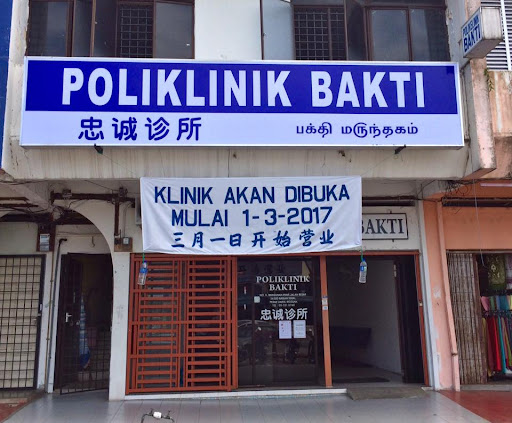 POLIKLINIK BAKTI
忠诚诊所
பக்தி மருந்தகம்
POLIKLINIK BAKTI
KLINIK AKAN DIBUKA
MULAI 1-3-2017
三月一日开始营业
BAKTI
POLIKLINIK
BAKTI
忠诚诊所